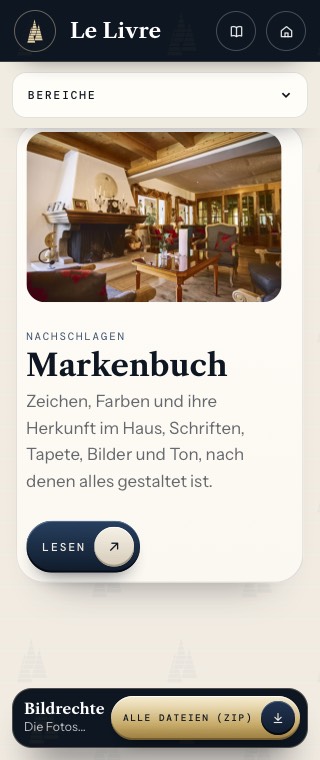 Le Livre
BEREICHE
NACHSCHLAGEN
Markenbuch
Zeichen, Farben und ihre
Herkunft im Haus, Schriften,
Tapete, Bilder und Ton, nach
denen alles gestaltet ist.
LESEN
Bildrechte
Die Fotos...
ALLE DATEIEN (ZIP)